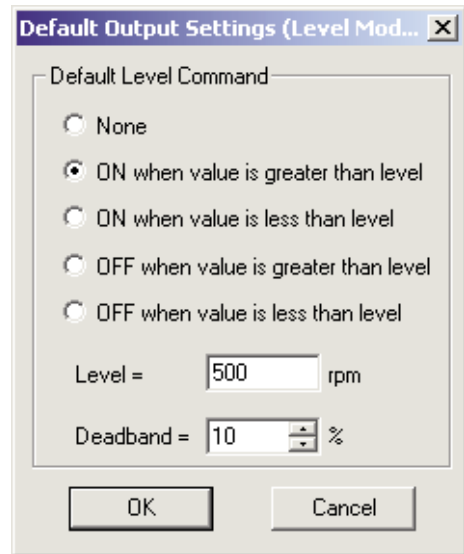 Default Output Settings (Level Mod...
Default Level Command
None
ON when value is greater than level
ON when value is less than level
OFF when value is greater than level
OFF when value is less than level
Level = 500 rpm
Deadband = 10 %
OK Cancel